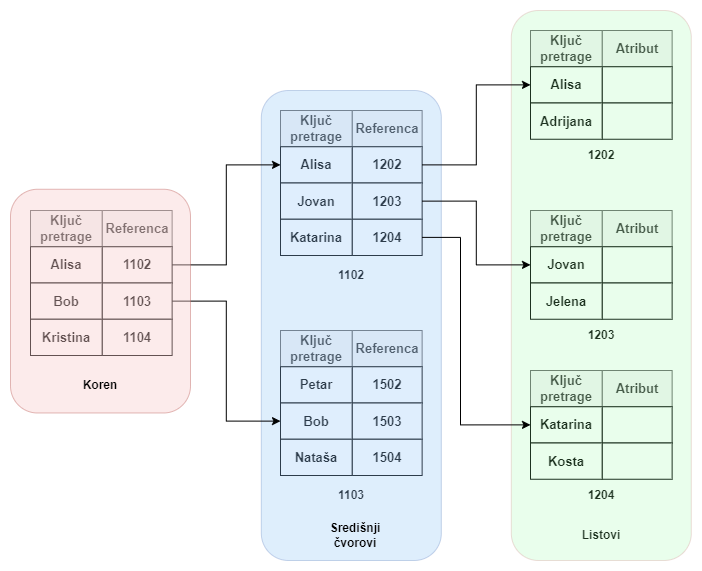 Ključ
pretrage
Referenca
Alisa
1102
Bob
1103
Kristina
1104
Koren
Ključ
pretrage
Referenca
Alisa
1202
Jovan
1203
Katarina
1204
1102
Ključ
pretrage
Referenca
Petar
1502
Bob
1503
Nataša
1504
1103
Središnji
čvorovi
Ključ
pretrage
Atribut
Alisa
Adrijana
1202
Ključ
pretrage
Atribut
Jovan
Jelena
1203
Ključ
pretrage
Atribut
Katarina
Kosta
1204
Listovi